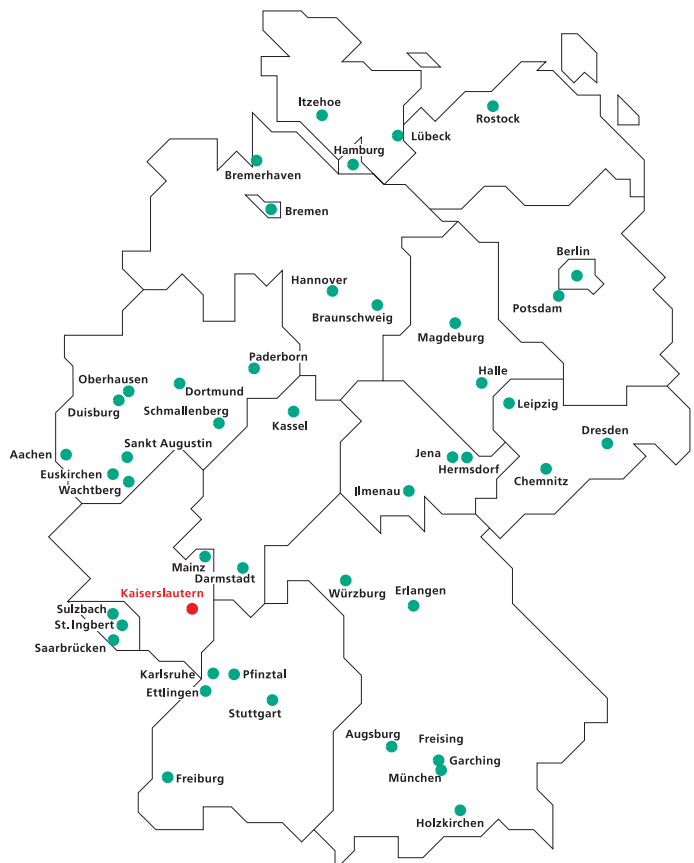 Itzehoe
Rostock
Lübeck
Hamburg
Bremerhaven
Bremen
Berlin
Hannover
Potsdam
Braunschweig
Magdeburg
Paderborn
Halle
Oberhausen
Dortmund
Duisburg
Leipzig
Schmallenberg
Kassel
Sankt Augustin
Dresden
Aachen
Jena
Hermsdorf
Euskirchen
Chemnitz
Wachtberg
Ilmenau
Mainz
Darmstadt
Würzburg
Erlangen
Kaiserslautern
Sulzbach
St.Ingbert
Saarbrücken
Karlsruhe
Pfinztal
Ettlingen
Stuttgart
Augsburg
Freising
Garching
München
Freiburg
Holzkirchen